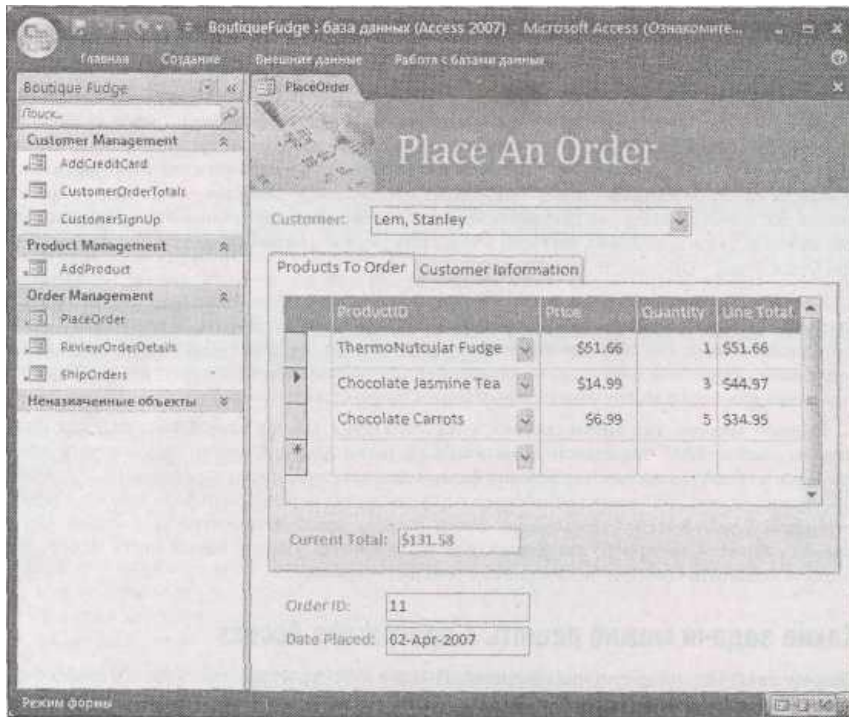 BoutiqueFudge : база данных (Access 2007) - Microsoft Access (Ознакомите...
Главная Создание Внешние данные Работа с базами данных
Boutique Fudge
Поиск...
Customer Management
AddCreditCard
CustomerOrderTotals
CustomerSignUp
Product Management
AddProduct
Order Management
PlaceOrder
ReviewOrderDetails
ShipOrders
Неназначенные объекты
PlaceOrder
Place An Order
Customer: Lem, Stanley
Products To Order Customer Information
ProductID Price Quantity Line Total
ThermoNutcular Fudge $51.66 1 $51.66
Chocolate Jasmine Tea $14.99 3 $44.97
Chocolate Carrots $6.99 5 $34.95
Current Total: $131.58
Order ID: 11
Date Placed: 02-Apr-2007
Режим формы